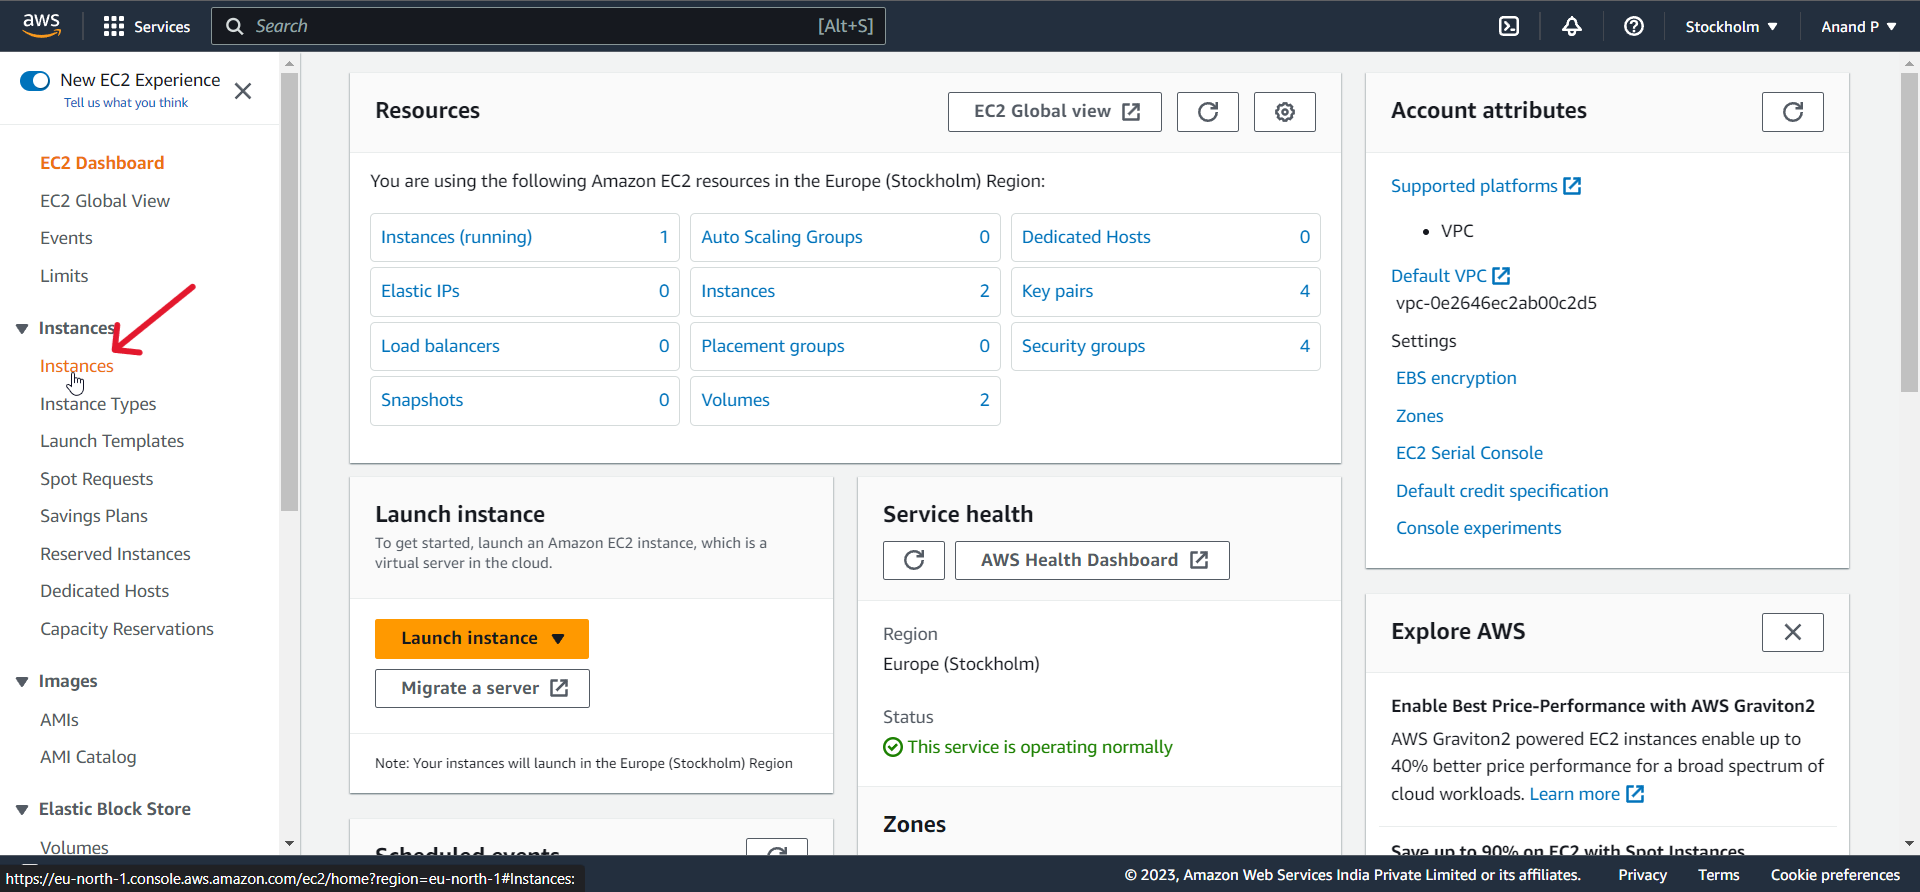 aws
Services
Search
[Alt+S]
Stockholm
Anand P
New EC2 Experience
Tell us what you think
EC2 Dashboard
EC2 Global View
Events
Limits
Instances
Instances
Instance Types
Launch Templates
Spot Requests
Savings Plans
Reserved Instances
Dedicated Hosts
Capacity Reservations
Images
AMIs
AMI Catalog
Elastic Block Store
Volumes
Resources
EC2 Global view
You are using the following Amazon EC2 resources in the Europe (Stockholm) Region:
Instances (running) 1
Auto Scaling Groups 0
Dedicated Hosts 0
Elastic IPs 0
Instances 2
Key pairs 4
Load balancers 0
Placement groups 0
Security groups 4
Snapshots 0
Volumes 2
Launch instance
To get started, launch an Amazon EC2 instance, which is a
virtual server in the cloud.
Launch instance
Migrate a server
Note: Your instances will launch in the Europe (Stockholm) Region
Scheduled events
Service health
AWS Health Dashboard
Region
Europe (Stockholm)
Status
This service is operating normally
Zones
Account attributes
Supported platforms
• VPC
Default VPC
vpc-0e2646ec2ab00c2d5
Settings
EBS encryption
Zones
EC2 Serial Console
Default credit specification
Console experiments
Explore AWS
Enable Best Price-Performance with AWS Graviton2
AWS Graviton2 powered EC2 instances enable up to
40% better price performance for a broad spectrum of
cloud workloads. Learn more
Save up to 90% on EC2 with Spot Instances
https://eu-north-1.console.aws.amazon.com/ec2/home?region=eu-north-1#Instances:
© 2023, Amazon Web Services India Private Limited or its affiliates.
Privacy
Terms
Cookie preferences